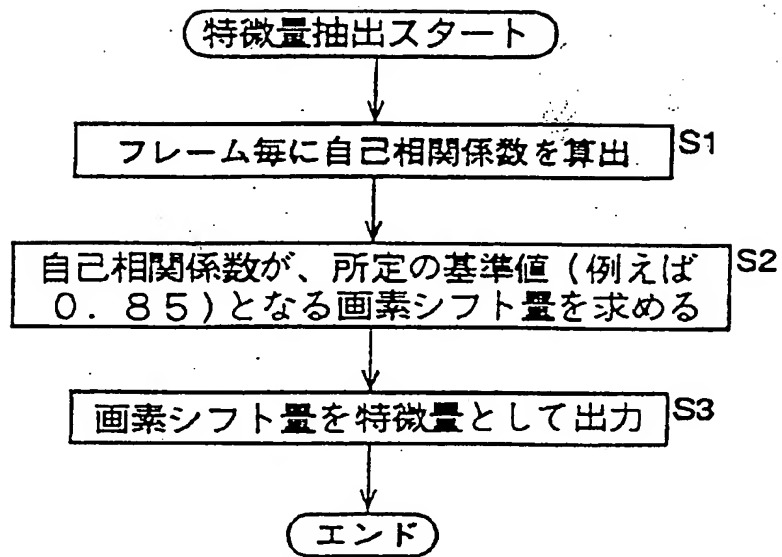 特徴量抽出スタート
フレーム毎に自己相関係数を算出 S1
自己相関係数が、所定の基準値(例えば S2
0.85)となる画素シフト量を求める
画素シフト量を特徴量として出力 S3
エンド